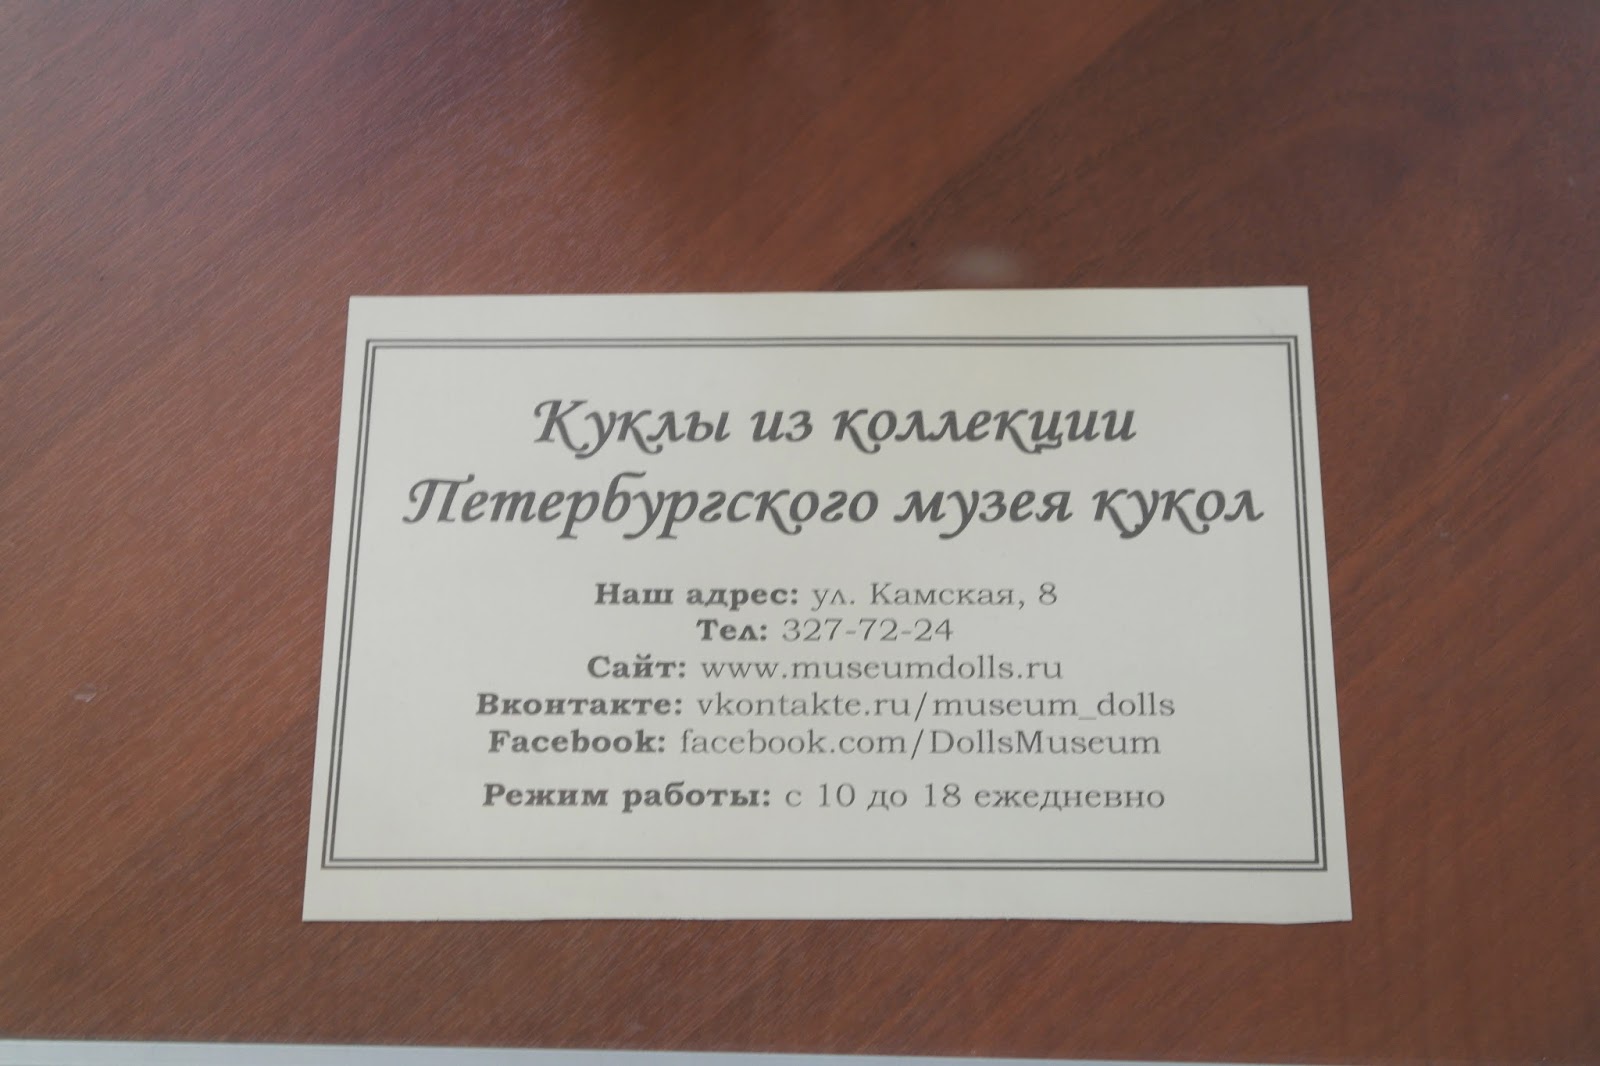 Куклы из коллекции
Петербургского музея кукол
Наш адрес: ул. Камская, 8
Тел: 327-72-24
Сайт: www.museumdolls.ru
Вконтакте: vkontakte.ru/museum_dolls
Facebook: facebook.com/DollsMuseum
Режим работы: с 10 до 18 ежедневно